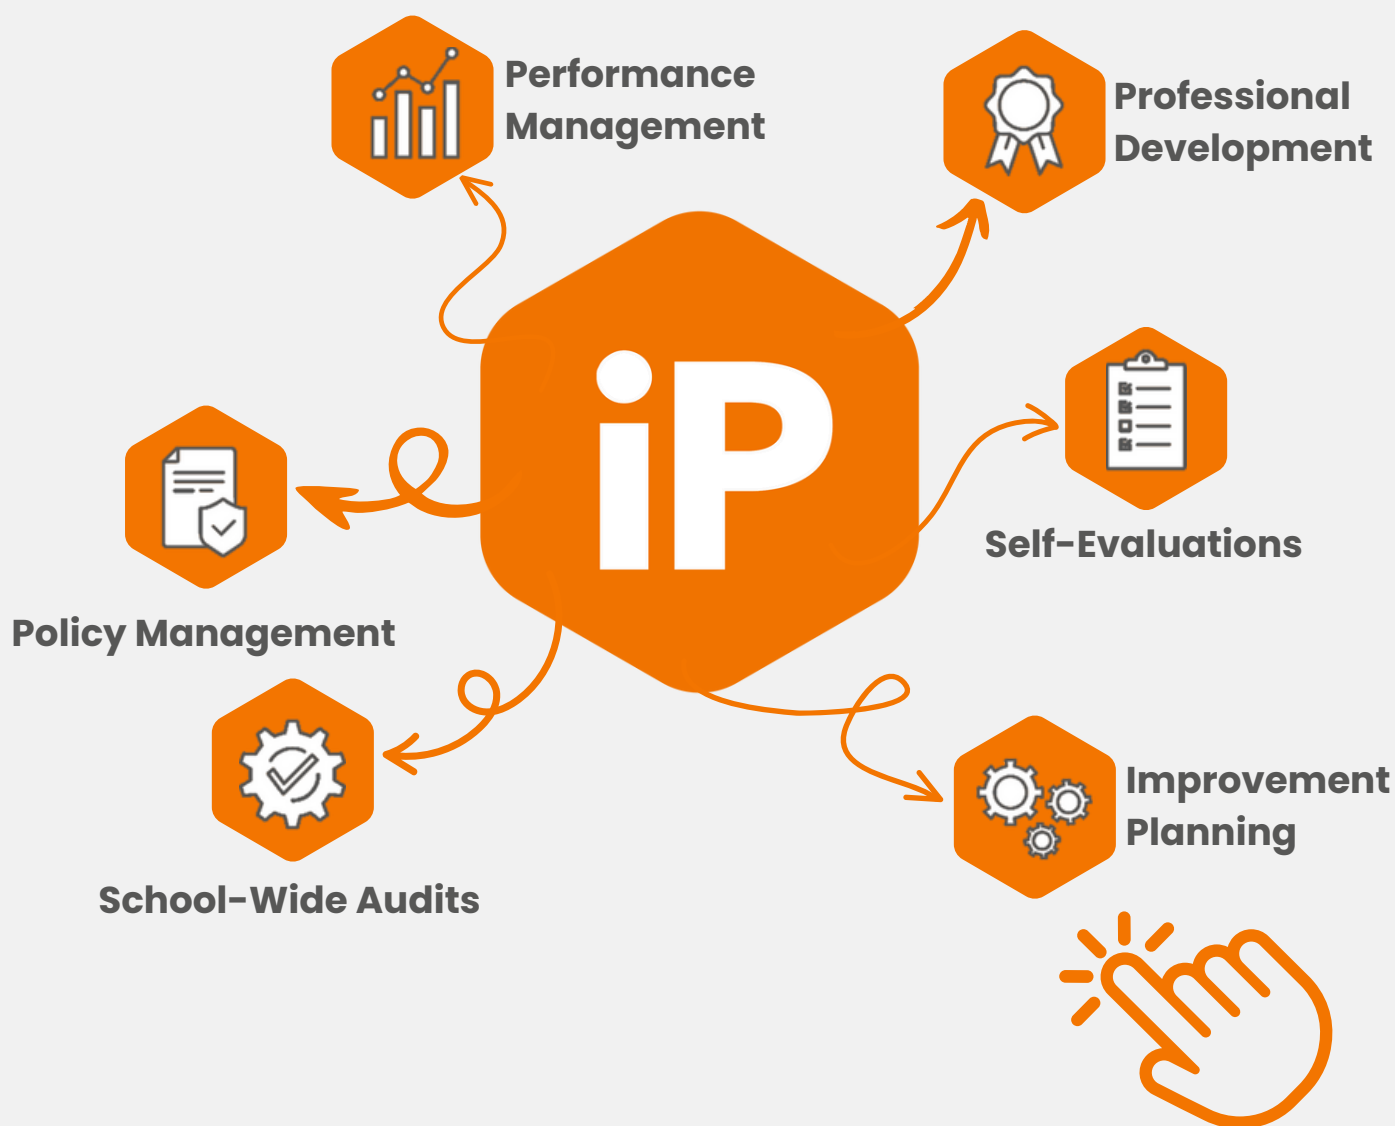 Performance
Management
Professional
Development
iP
Self-Evaluations
Policy Management
Improvement
Planning
School-Wide Audits